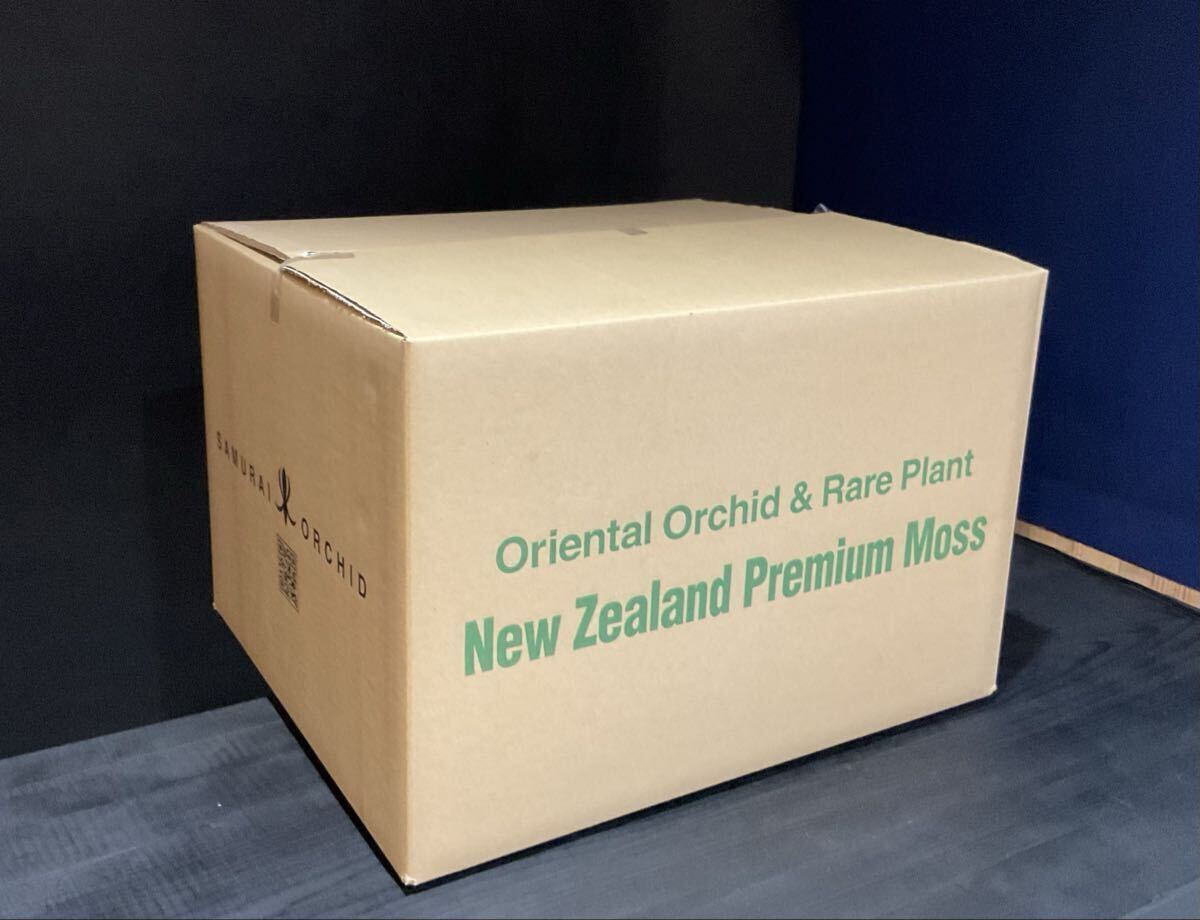 SAMURAI ORCHID
Oriental Orchid & Rare Plant
New Zealand Premium Moss